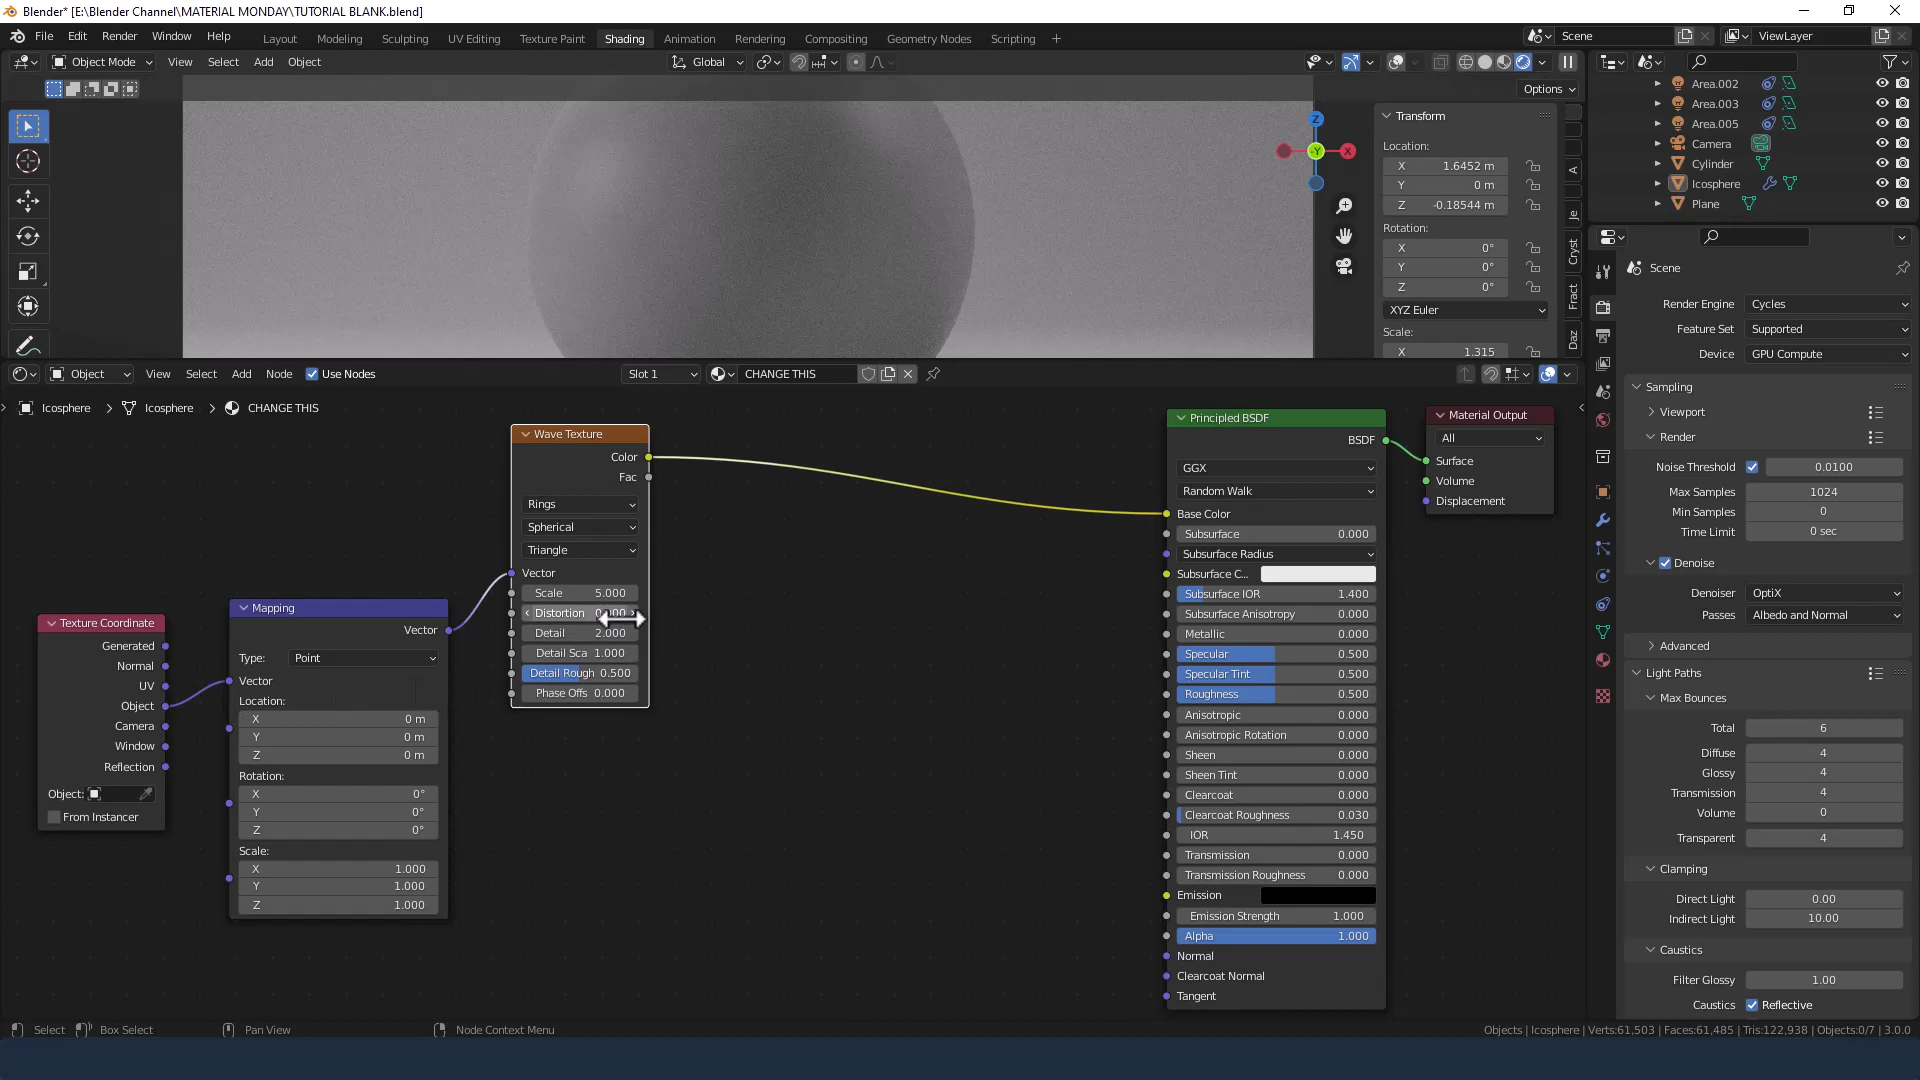 Blender* [E:\Blender Channel\MATERIAL MONDAY\TUTORIAL BLANK.blend]
File Edit Render Window Help
Layout Modeling Sculpting UV Editing Texture Paint Shading Animation Rendering Compositing Geometry Nodes Scripting +
Scene
ViewLayer
Object Mode View Select Add Object
Global
Options
Transform
Location:
X 1.6452 m
Y 0 m
Z -0.18544 m
Rotation:
X 0°
Y 0°
Z 0°
XYZ Euler
Scale:
X 1.315
Z
-Y
X
A
Je
Cryst
Fract
Daz
Area.002
Area.003
Area.005
Camera
Cylinder
Icosphere
Plane
Object View Select Add Node Use Nodes
Slot 1
CHANGE THIS
Icosphere > Icosphere > CHANGE THIS
Texture Coordinate
Generated
Normal
UV
Object
Camera
Window
Reflection
Object:
From Instancer
Mapping
Vector
Type: Point
Vector
Location:
X 0 m
Y 0 m
Z 0 m
Rotation:
X 0°
Y 0°
Z 0°
Scale:
X 1.000
Y 1.000
Z 1.000
Wave Texture
Color
Fac
Rings
Spherical
Triangle
Vector
Scale 5.000
Distortion
Detail 2.000
Detail Sca 1.000
Detail Rough 0.500
Phase Offs 0.000
Principled BSDF
BSDF
GGX
Random Walk
Base Color
Subsurface 0.000
Subsurface Radius
Subsurface C...
Subsurface IOR 1.400
Subsurface Anisotropy 0.000
Metallic 0.000
Specular 0.500
Specular Tint 0.500
Roughness 0.500
Anisotropic 0.000
Anisotropic Rotation 0.000
Sheen 0.000
Sheen Tint 0.000
Clearcoat 0.000
Clearcoat Roughness 0.030
IOR 1.450
Transmission 0.000
Transmission Roughness 0.000
Emission
Emission Strength 1.000
Alpha 1.000
Normal
Clearcoat Normal
Tangent
Material Output
All
Surface
Volume
Displacement
Scene
Render Engine Cycles
Feature Set Supported
Device GPU Compute
Sampling
Viewport
Render
Noise Threshold 0.0100
Max Samples 1024
Min Samples 0
Time Limit 0 sec
Denoise
Denoiser OptiX
Passes Albedo and Normal
Advanced
Light Paths
Max Bounces
Total 6
Diffuse 4
Glossy 4
Transmission 4
Volume 0
Transparent 4
Clamping
Direct Light 0.00
Indirect Light 10.00
Caustics
Filter Glossy 1.00
Caustics Reflective
Select Box Select Pan View Node Context Menu
Objects | Icosphere | Verts:61,503 | Faces:61,485 | Tris:122,938 | Objects:0/7 | 3.0.0